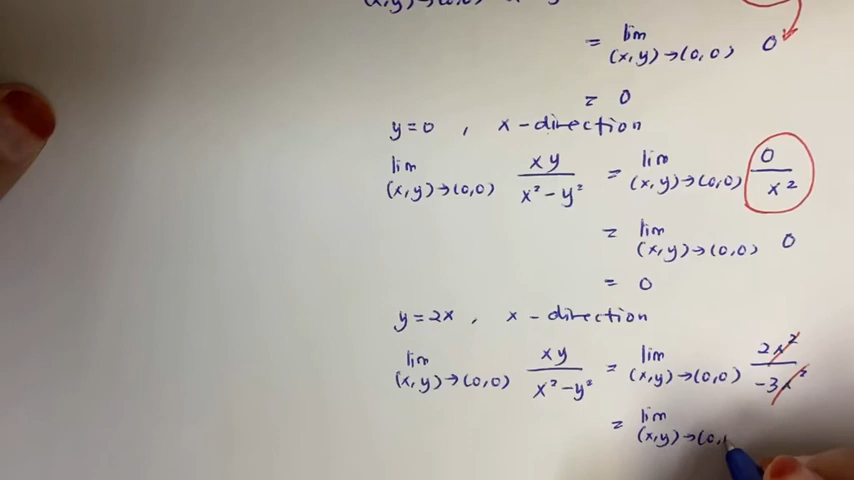 = lim 0
(x,y)→(0,0)
= 0
y=0 , x-direction
lim xy/x²-y² = lim 0/x²
(x,y)→(0,0) (x,y)→(0,0)
= lim 0
(x,y)→(0,0)
= 0
y=2x , x-direction
lim xy/x²-y² = lim 2x²/-3x²
(x,y)→(0,0) (x,y)→(0,0)
= lim
(x,y)→(0,